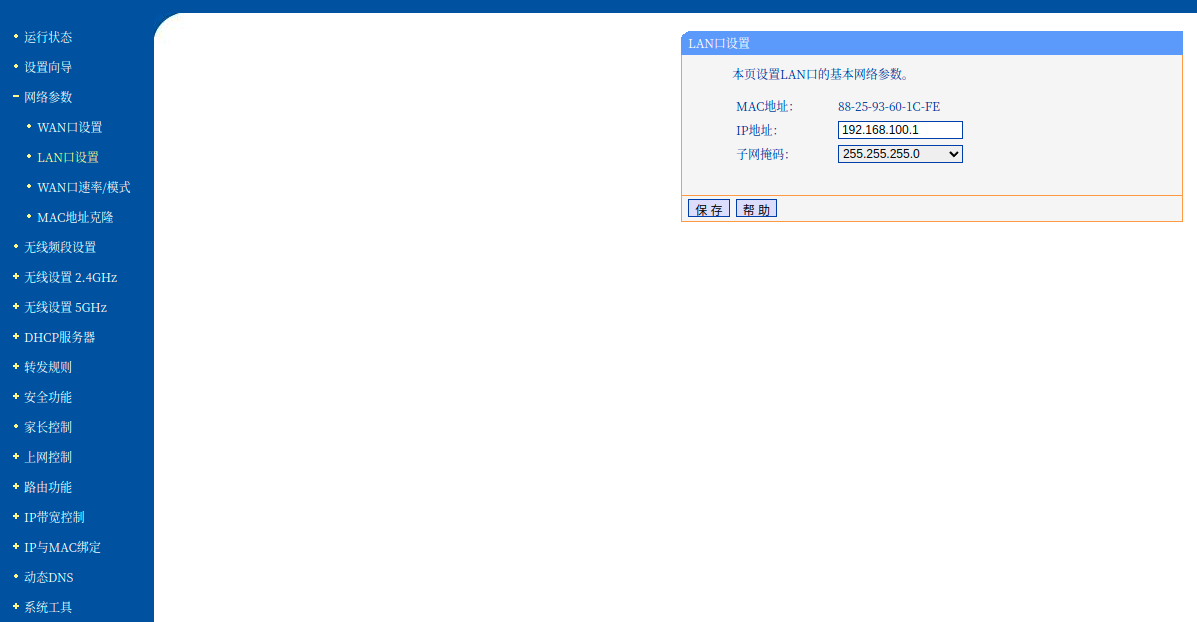 运行状态
设置向导
网络参数
WAN口设置
LAN口设置
WAN口速率/模式
MAC地址克隆
无线频段设置
无线设置 2.4GHz
无线设置 5GHz
DHCP服务器
转发规则
安全功能
家长控制
上网控制
路由功能
IP带宽控制
IP与MAC绑定
动态DNS
系统工具
LAN口设置
本页设置LAN口的基本网络参数。
MAC地址： 88-25-93-60-1C-FE
IP地址： 192.168.100.1
子网掩码： 255.255.255.0
保 存 帮 助